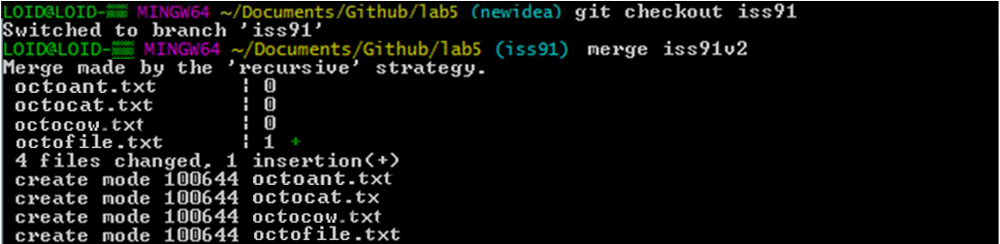 LOID@LOID-▒▒ MINGW64 ~/Documents/Github/lab5 (newidea) git checkout iss91
Switched to branch 'iss91'
LOID@LOID-▒▒ MINGW64 ~/Documents/Github/lab5 (iss91) merge iss91v2
Merge made by the 'recursive' strategy.
octoant.txt | 0
octocat.txt | 0
octocow.txt | 0
octofile.txt | 1 +
4 files changed, 1 insertion(+)
create mode 100644 octoant.txt
create mode 100644 octocat.tx
create mode 100644 octocow.txt
create mode 100644 octofile.txt